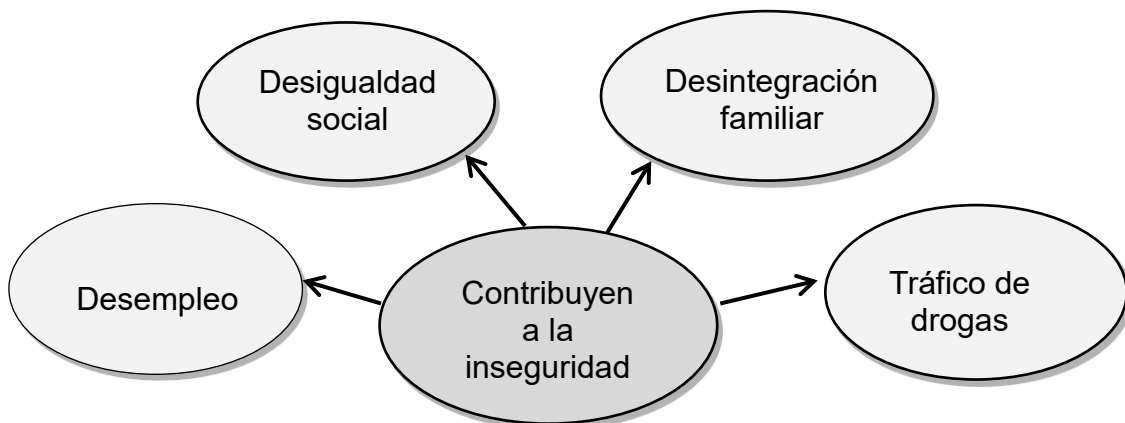 Desigualdad
social
Desintegración
familiar
Desempleo
Contribuyen
a la
inseguridad
Tráfico de
drogas